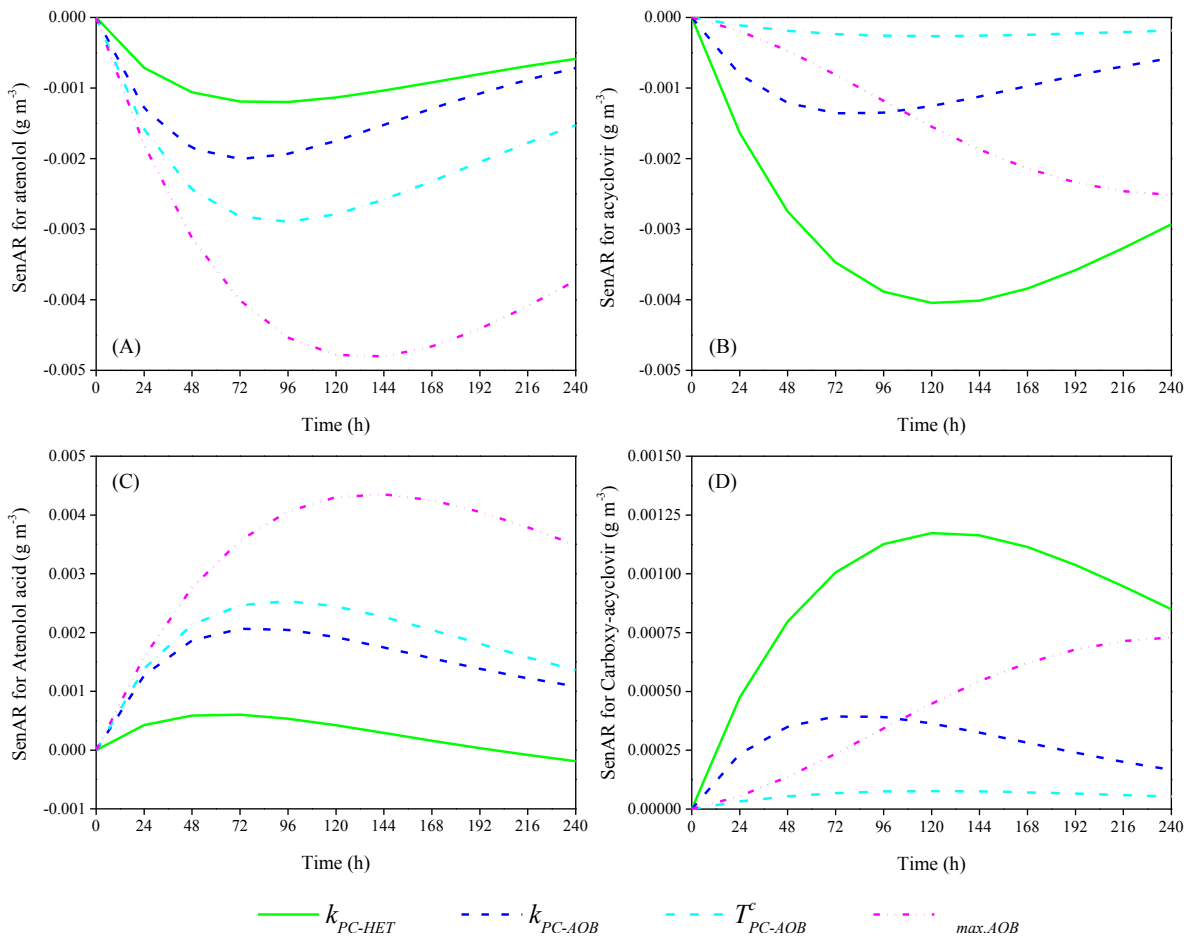 SenAR for atenolol (g m⁻³)
0.000
-0.001
-0.002
-0.003
-0.004
-0.005
(A)
0 24 48 72 96 120 144 168 192 216 240
Time (h)
SenAR for acyclovir (g m⁻³)
0.000
-0.001
-0.002
-0.003
-0.004
-0.005
(B)
0 24 48 72 96 120 144 168 192 216 240
Time (h)
SenAR for Atenolol acid (g m⁻³)
0.005
0.004
0.003
0.002
0.001
0.000
-0.001
(C)
0 24 48 72 96 120 144 168 192 216 240
Time (h)
SenAR for Carboxy-acyclovir (g m⁻³)
0.00150
0.00125
0.00100
0.00075
0.00050
0.00025
0.00000
(D)
0 24 48 72 96 120 144 168 192 216 240
Time (h)
k PC-HET k PC-AOB T c PC-AOB max,AOB